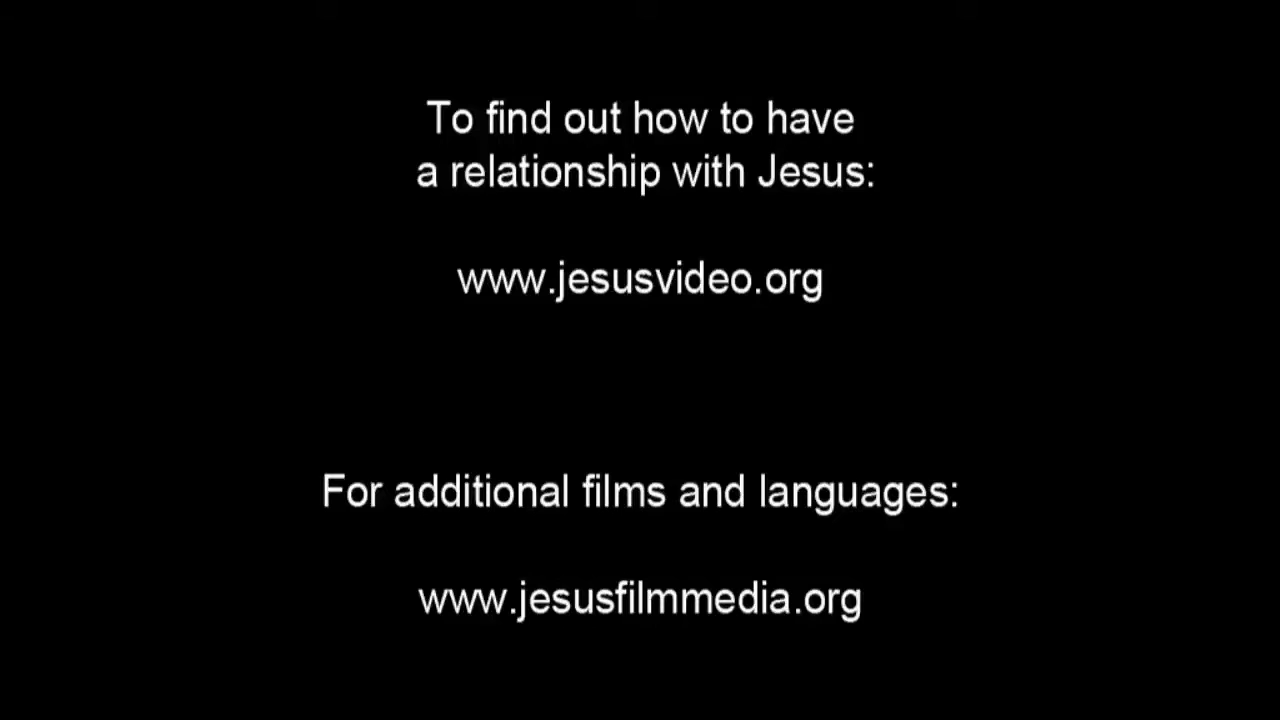 To find out how to have
a relationship with Jesus:
www.jesusvideo.org
For additional films and languages:
www.jesusfilmmedia.org